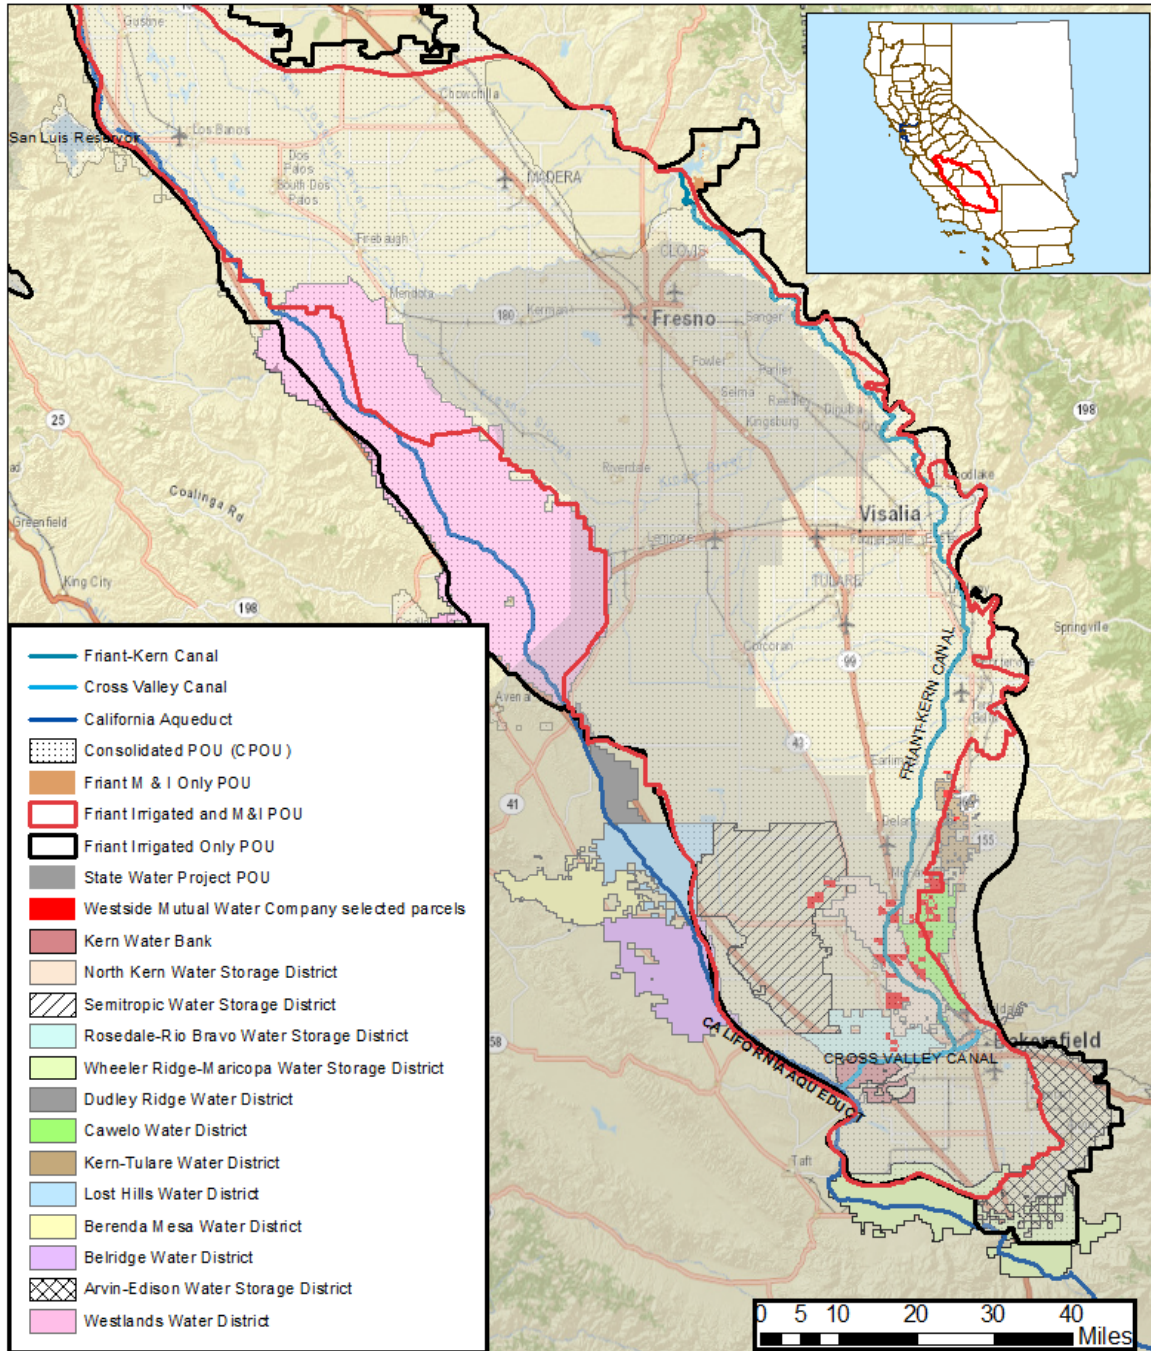 Gustine
Chowchilla
San Luis Reservoir
Los Banos
Dos
Palos
South Dos
Palos
MADERA
Firebaugh
CLOVIS
Mendota
180
Kerman
Fresno
Sanger
Fowler
Parlier
Selma
Reedley
Dinuba
Kingsburg
25
198
Riverdale
Coalinga Rd
Greenfield
Visalia
Lemoore
Farmersville
TULARE
King City
198
Springville
Corcoran
99
Avenal
43
FRIANT-KERN CANAL
Earlimart
41
Delano
155
58
CALIFORNIA AQUEDUCT
CROSS VALLEY CANAL
Bakersfield
Taft
Friant-Kern Canal
Cross Valley Canal
California Aqueduct
Consolidated POU (CPOU)
Friant M & I Only POU
Friant Irrigated and M&I POU
Friant Irrigated Only POU
State Water Project POU
Westside Mutual Water Company selected parcels
Kern Water Bank
North Kern Water Storage District
Semitropic Water Storage District
Rosedale-Rio Bravo Water Storage District
Wheeler Ridge-Maricopa Water Storage District
Dudley Ridge Water District
Cawelo Water District
Kern-Tulare Water District
Lost Hills Water District
Berenda Mesa Water District
Belridge Water District
Arvin-Edison Water Storage District
Westlands Water District
0 5 10 20 30 40
Miles